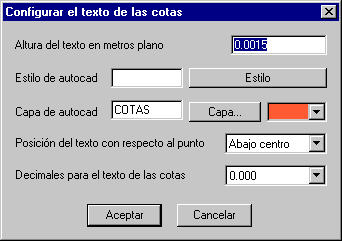 Configurar el texto de las cotas
Altura del texto en metros plano 0.0015
Estilo de autocad Estilo
Capa de autocad COTAS Capa...
Posición del texto con respecto al punto Abajo centro
Decimales para el texto de las cotas 0.000
Aceptar Cancelar